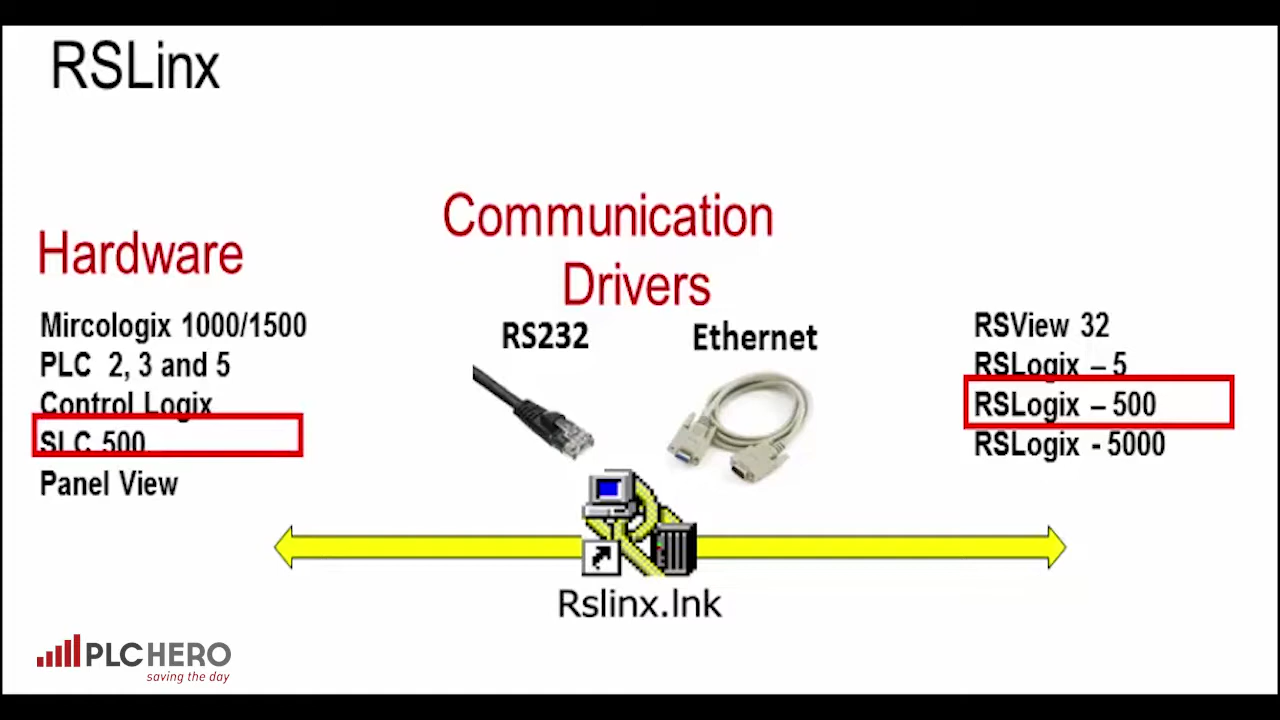 RSLinx
Communication
Drivers
Hardware
Mircologix 1000/1500
PLC 2, 3 and 5
Control Logix
SLC 500
Panel View
RS232
Ethernet
RSView 32
RSLogix – 5
RSLogix – 500
RSLogix - 5000
Rslinx.lnk
PLCHERO
saving the day